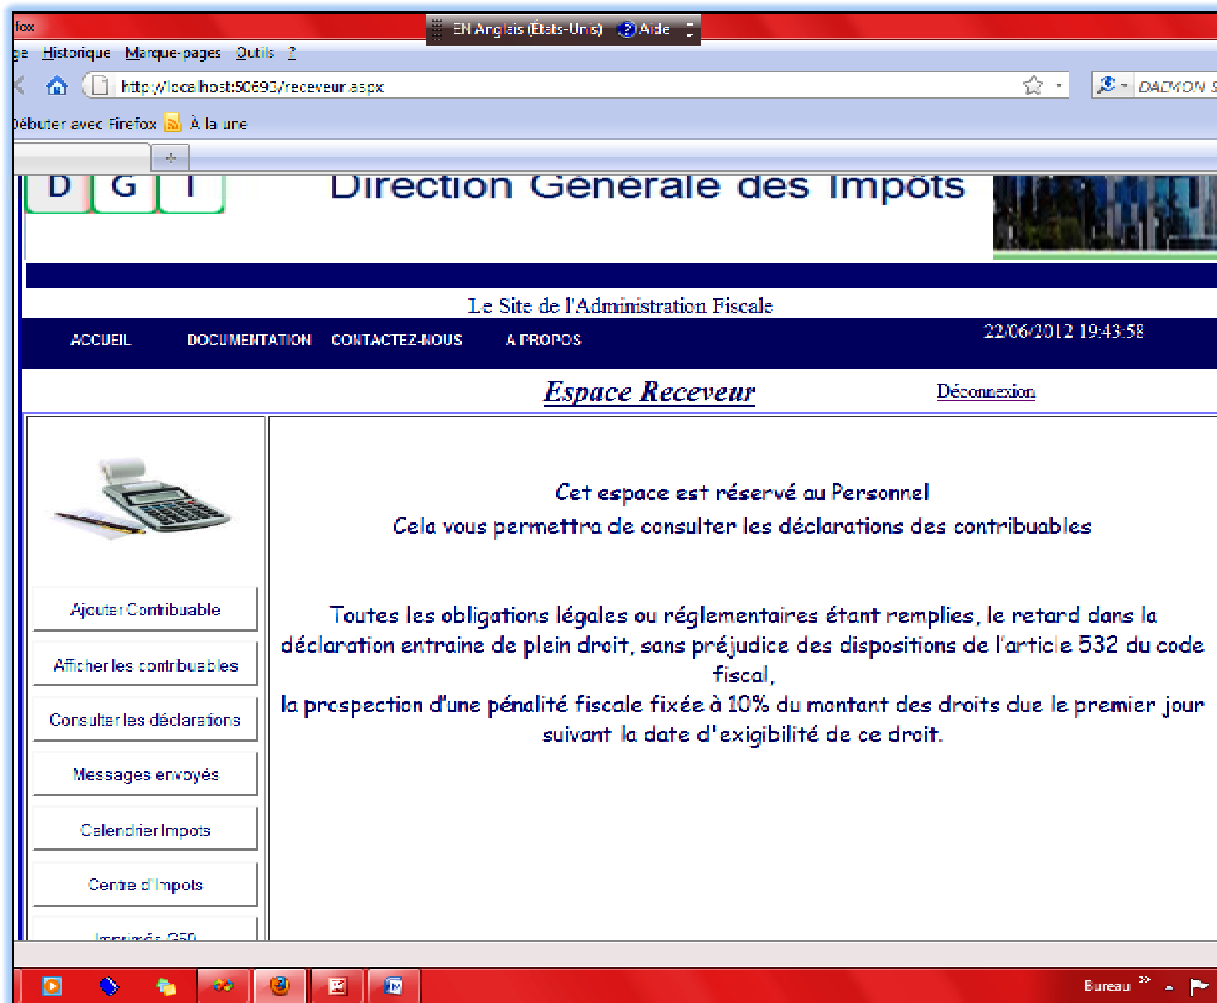 fox
EN Anglais (États-Unis) Aide
ge Historique Marque-pages Outils ?
http://localhost:50693/receveur.aspx
DAEMON S
Débuter avec Firefox À la une
D G I Direction Générale des Impôts
Le Site de l'Administration Fiscale
ACCUEIL DOCUMENTATION CONTACTEZ-NOUS A PROPOS 22/06/2012 19:43:58
Espace Receveur Déconnexion
Cet espace est réservé au Personnel
Cela vous permettra de consulter les déclarations des contribuables
Toutes les obligations légales ou réglementaires étant remplies, le retard dans la
déclaration entraine de plein droit, sans préjudice des dispositions de l'article 532 du code
fiscal,
la prospection d'une pénalité fiscale fixée à 10% du montant des droits due le premier jour
suivant la date d'exigibilité de ce droit.
Ajouter Contribuable
Afficher les contribuables
Consulter les déclarations
Messages envoyés
Calendrier Impots
Centre d'Impots
Imprimés G50
Bureau